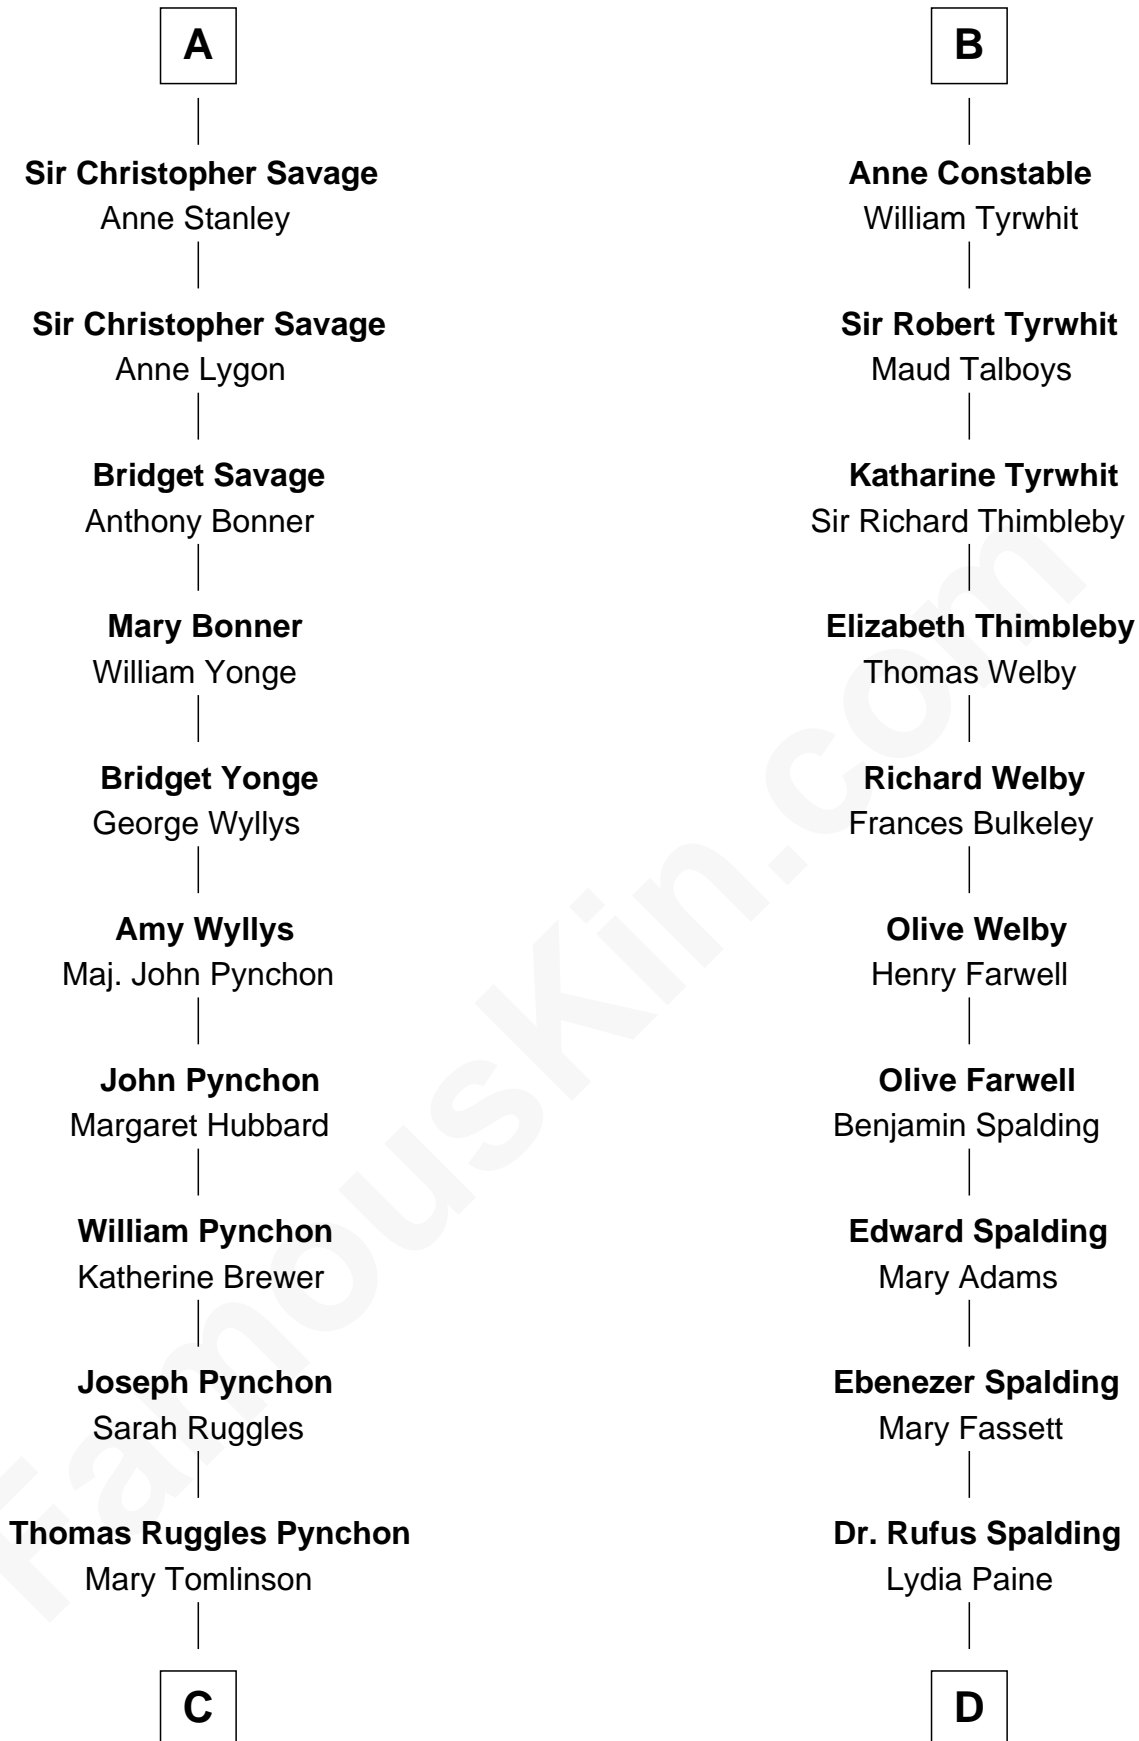 A
Sir Christopher Savage
Anne Stanley
Sir Christopher Savage
Anne Lygon
Bridget Savage
Anthony Bonner
Mary Bonner
William Yonge
Bridget Yonge
George Wyllys
Amy Wyllys
Maj. John Pynchon
John Pynchon
Margaret Hubbard
William Pynchon
Katherine Brewer
Joseph Pynchon
Sarah Ruggles
Thomas Ruggles Pynchon
Mary Tomlinson
C
B
Anne Constable
William Tyrwhit
Sir Robert Tyrwhit
Maud Talboys
Katharine Tyrwhit
Sir Richard Thimbleby
Elizabeth Thimbleby
Thomas Welby
Richard Welby
Frances Bulkeley
Olive Welby
Henry Farwell
Olive Farwell
Benjamin Spalding
Edward Spalding
Mary Adams
Ebenezer Spalding
Mary Fassett
Dr. Rufus Spalding
Lydia Paine
D
FamousKin.com